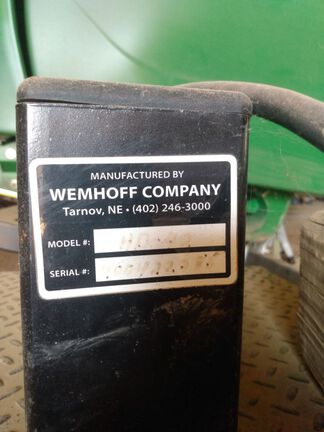 MANUFACTURED BY
WEMHOFF COMPANY
Tarnov, NE • (402) 246-3000
MODEL #:
SERIAL #: